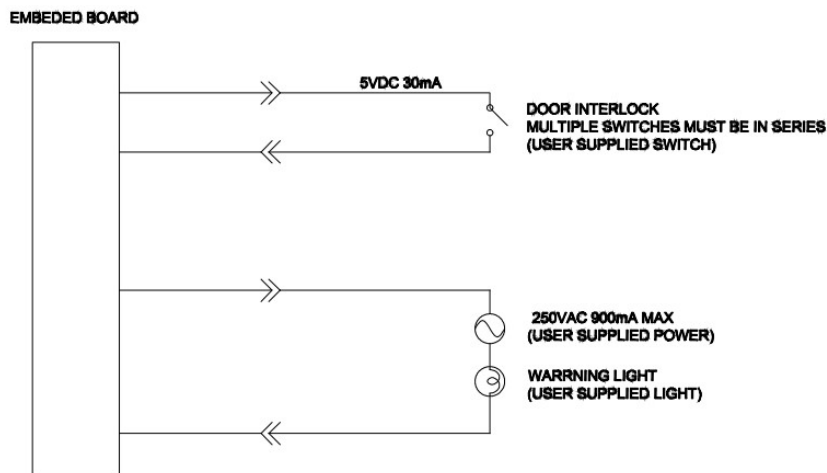 EMBEDED BOARD
5VDC 30mA
DOOR INTERLOCK
MULTIPLE SWITCHES MUST BE IN SERIES
(USER SUPPLIED SWITCH)
250VAC 900mA MAX
(USER SUPPLIED POWER)
WARRNING LIGHT
(USER SUPPLIED LIGHT)